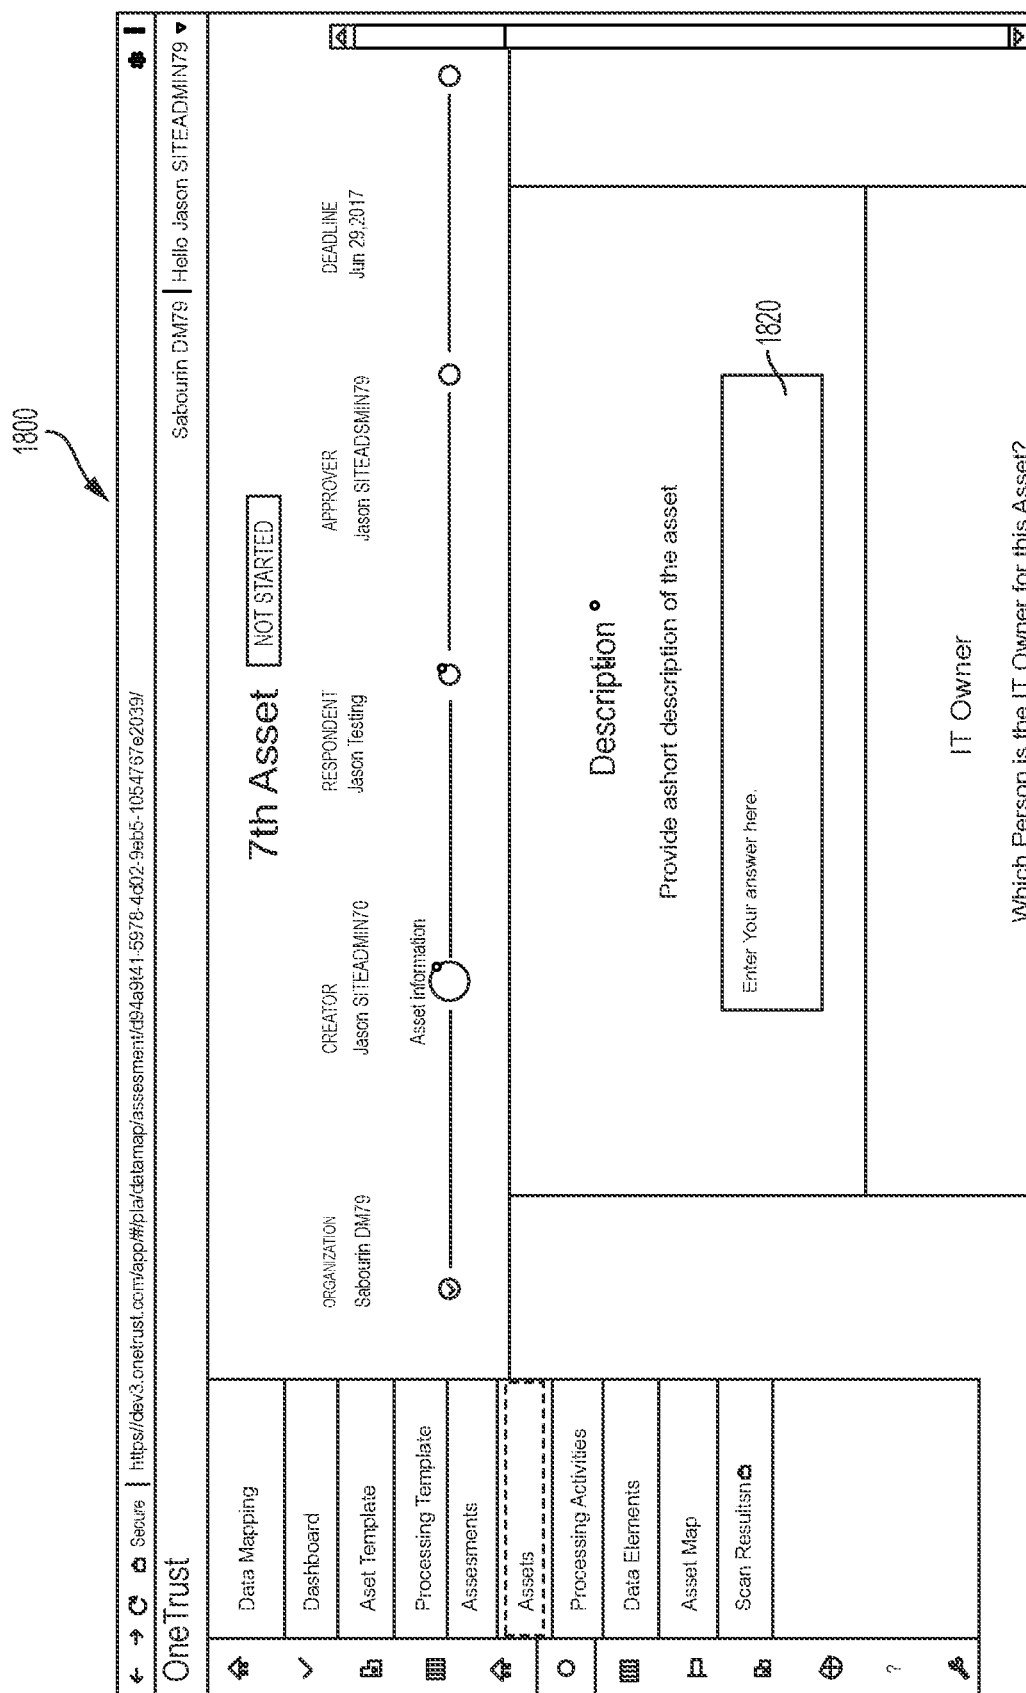 1800
Secure | https//dev3.onetrust.com/app/#/pla/datamap/assesment/d94a9f41-5978-4d02-9eb5-1054767e2039/
OneTrust
Sabourin DM79 | Hello Jason SITEADMIN79
Data Mapping
Dashboard
Aset Template
Processing Template
Assesments
Assets
Processing Activities
Data Elements
Asset Map
Scan Resultsn
?
7th Asset NOT STARTED
ORGANIZATION
Sabourin DM79
CREATOR
Jason SITEADMIN70
RESPONDENT
Jason Testing
APPROVER
Jason SITEADSMIN79
DEADLINE
Jun 29,2017
Asset information
Description
Provide ashort description of the asset
Enter Your answer here.
1820
IT Owner
Which Person is the IT Owner for this Asset?